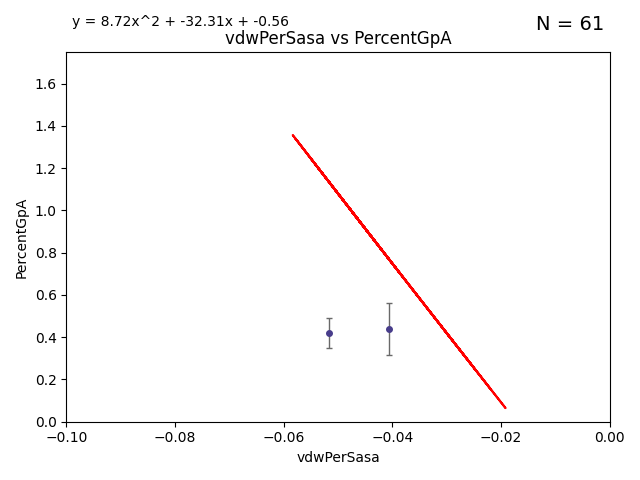 y = 8.72x^2 + -32.31x + -0.56
N = 61
vdwPerSasa vs PercentGpA
1.6
1.4
1.2
1.0
0.8
0.6
0.4
0.2
0.0
PercentGpA
−0.10 −0.08 −0.06 −0.04 −0.02 0.00
vdwPerSasa